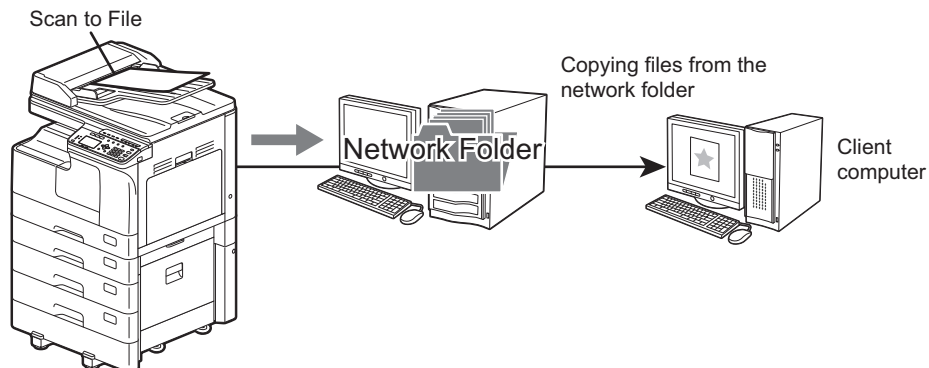 Scan to File
Copying files from the
network folder
Network Folder
Client
computer